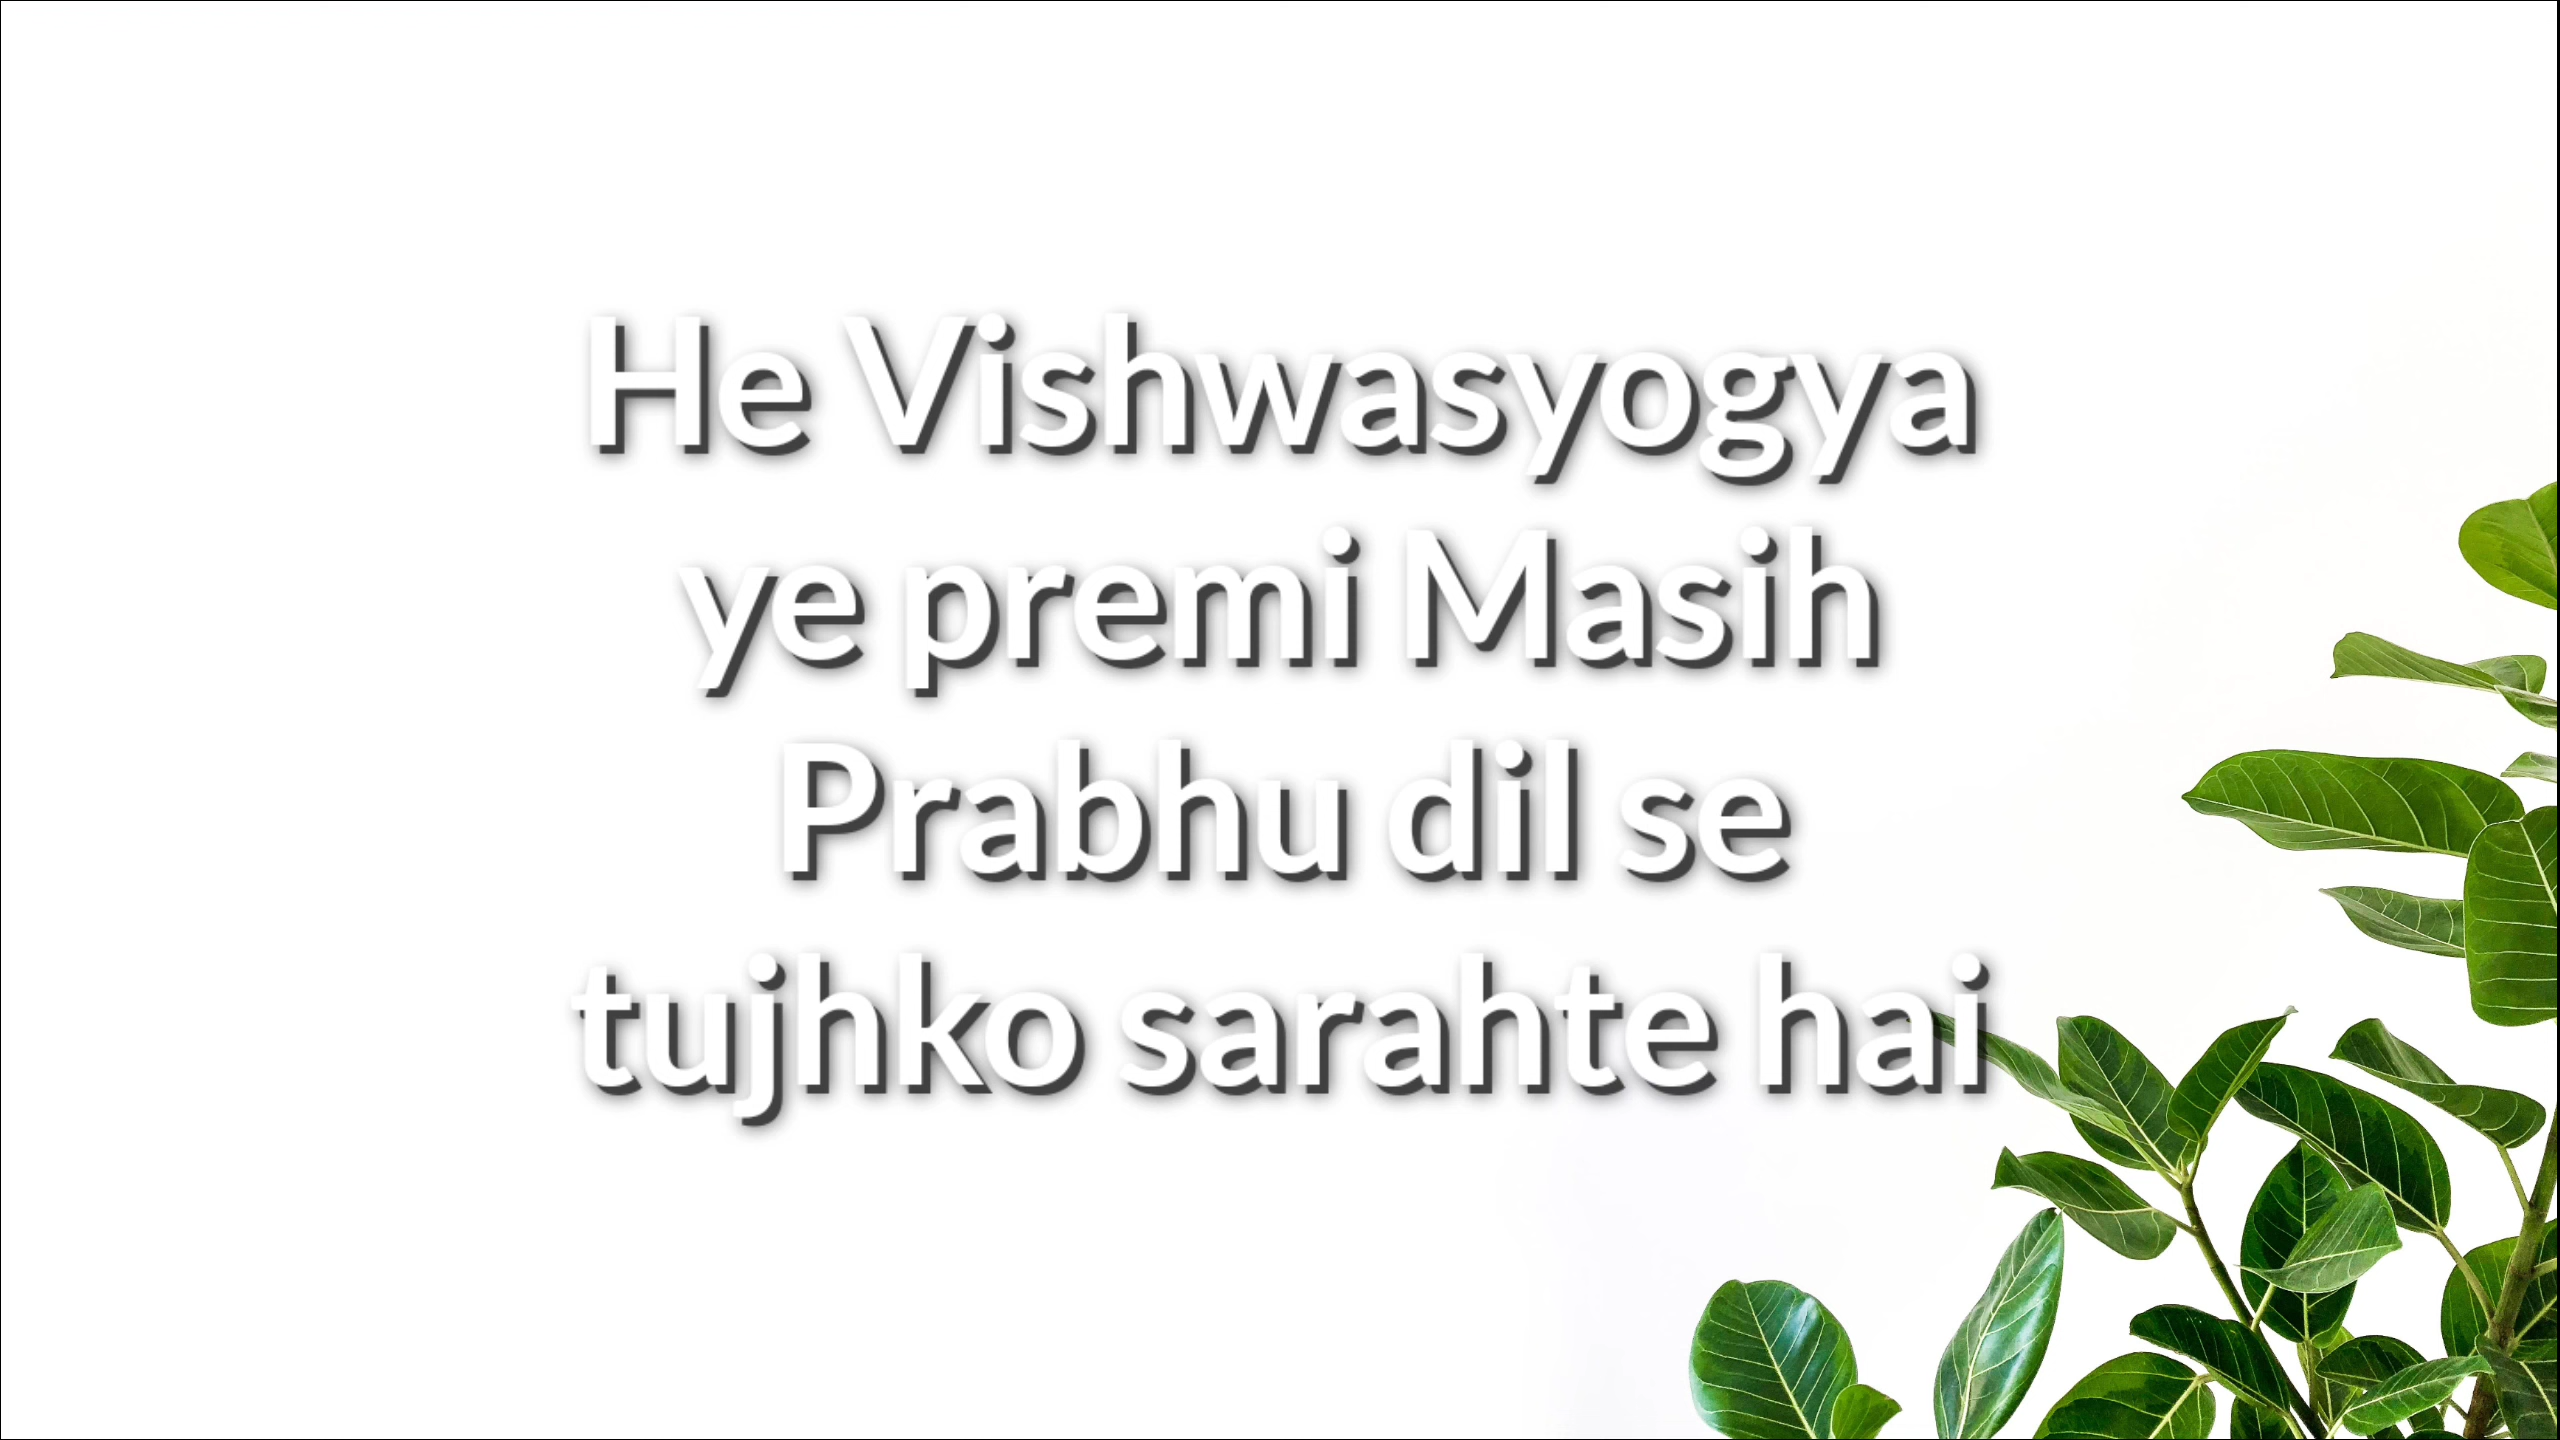 He Vishwasyogya
ye premi Masih
Prabhu dil se
tujhko sarahte hai